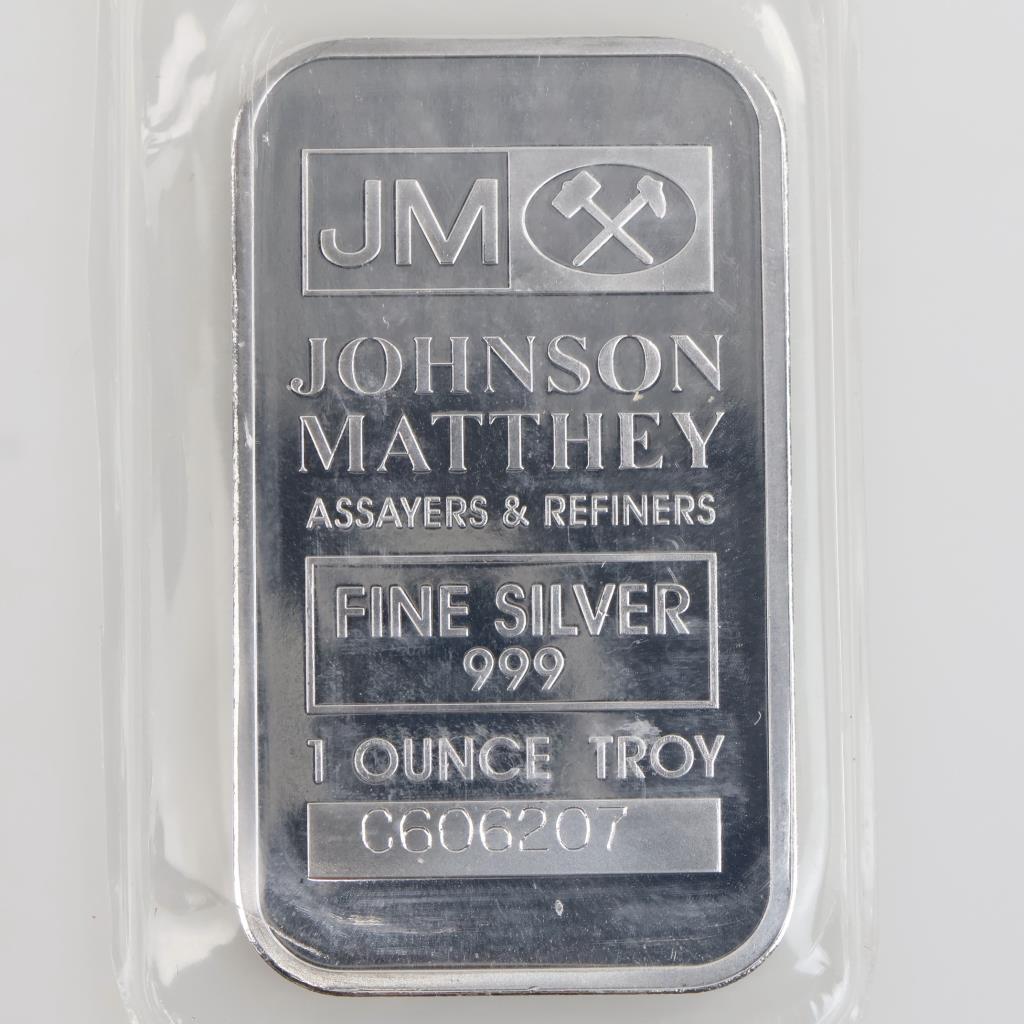 JM
JOHNSON
MATTHEY
ASSAYERS & REFINERS
FINE SILVER
999
1 OUNCE TROY
C606207